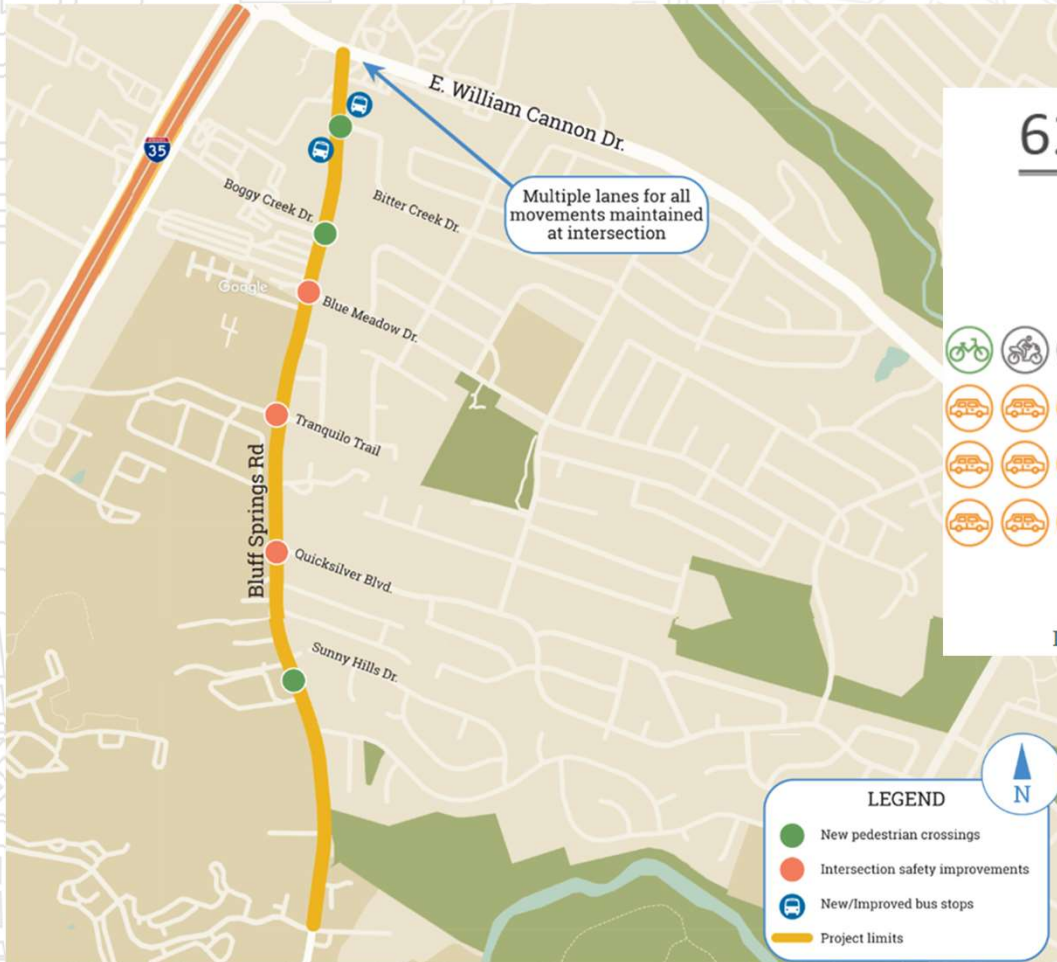 E. William Cannon Dr.
35
Boggy Creek Dr.
Bitter Creek Dr.
Multiple lanes for all
movements maintained
at intersection
Google
Blue Meadow Dr.
Tranquilo Trail
Bluff Springs Rd
Quicksilver Blvd.
Sunny Hills Dr.
N
LEGEND
New pedestrian crossings
Intersection safety improvements
New/Improved bus stops
Project limits